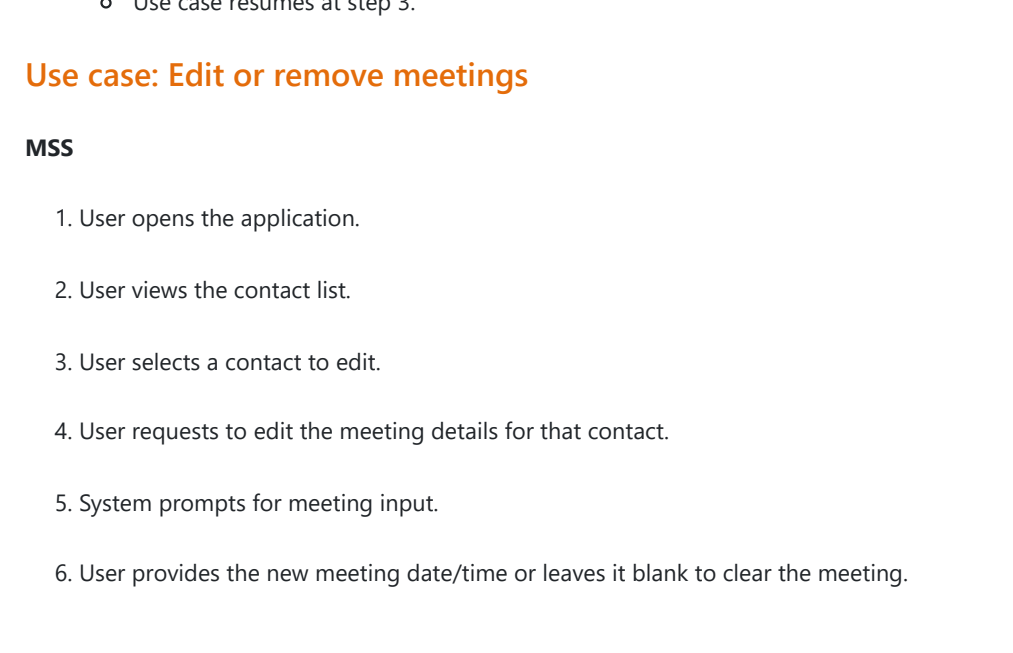 Use case resumes at step 3.
Use case: Edit or remove meetings
MSS
1. User opens the application.
2. User views the contact list.
3. User selects a contact to edit.
4. User requests to edit the meeting details for that contact.
5. System prompts for meeting input.
6. User provides the new meeting date/time or leaves it blank to clear the meeting.